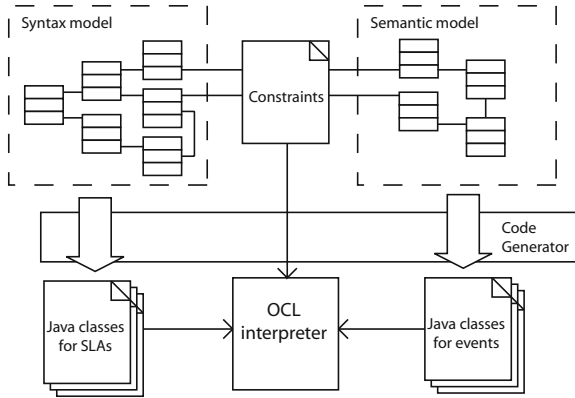 Syntax model
Semantic model
Constraints
Code
Generator
Java classes
for SLAs
OCL
interpreter
Java classes
for events